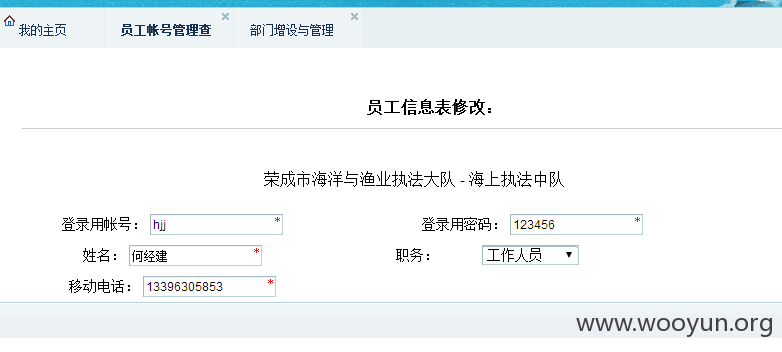 我的主页 员工帐号管理查 部门增设与管理
员工信息表修改：
荣成市海洋与渔业执法大队 - 海上执法中队
登录用帐号： hjj * 登录用密码： 123456 *
姓名： 何经建 * 职务： 工作人员
移动电话： 13396305853 *
www.wooyun.org